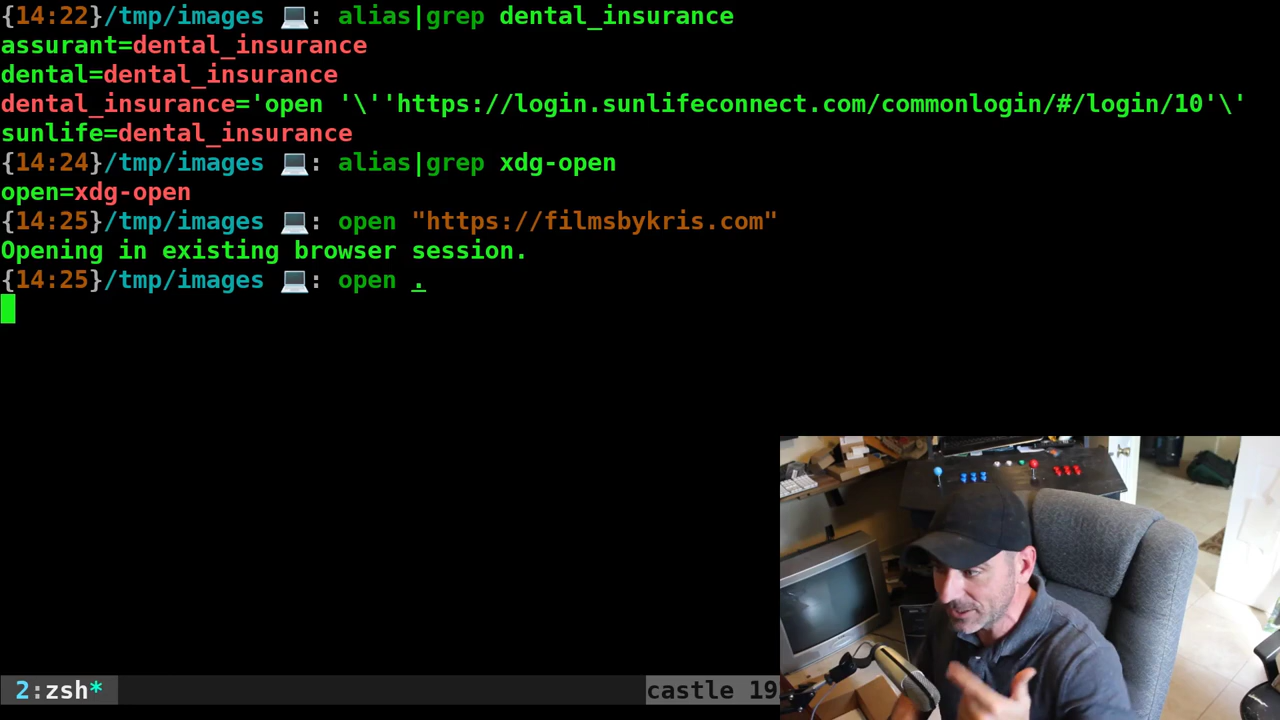 {14:22}/tmp/images 💻: alias|grep dental_insurance
assurant=dental_insurance
dental=dental_insurance
dental_insurance='open '\''https://login.sunlifeconnect.com/commonlogin/#/login/10'\'
sunlife=dental_insurance
{14:24}/tmp/images 💻: alias|grep xdg-open
open=xdg-open
{14:25}/tmp/images 💻: open "https://filmsbykris.com"
Opening in existing browser session.
{14:25}/tmp/images 💻: open .
2:zsh* castle 19